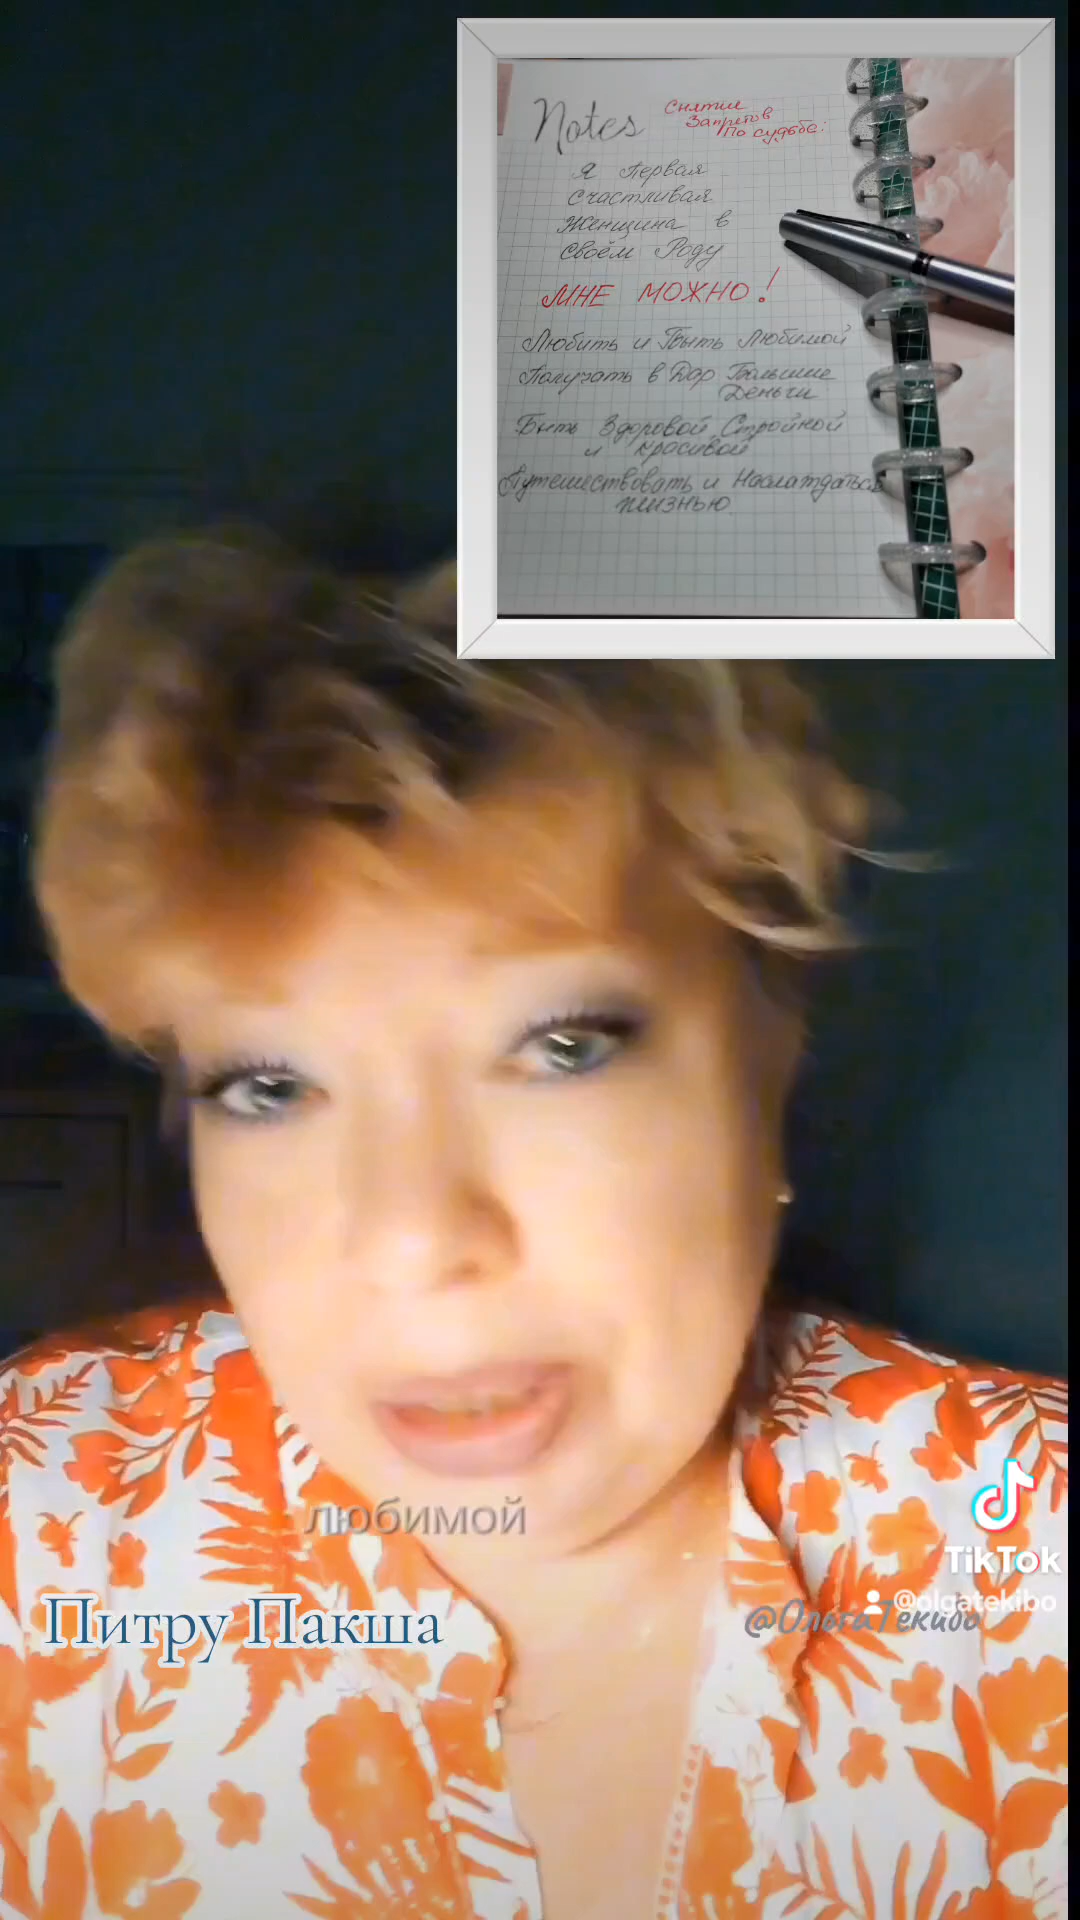 Notes
Снятие
Запретов
По судьбе:
Я Первая
Счастливая
Женщина в
Своём Роду
МНЕ МОЖНО!
Любить и Быть Любимой
Получать в Дар Большие
Деньги
Быть Здоровой, Стройной
и Красивой
Путешествовать и Наслаждаться
Жизнью
любимой
Питру Пакша
TikTok
@olgatekibo
@ОльгаТекибо